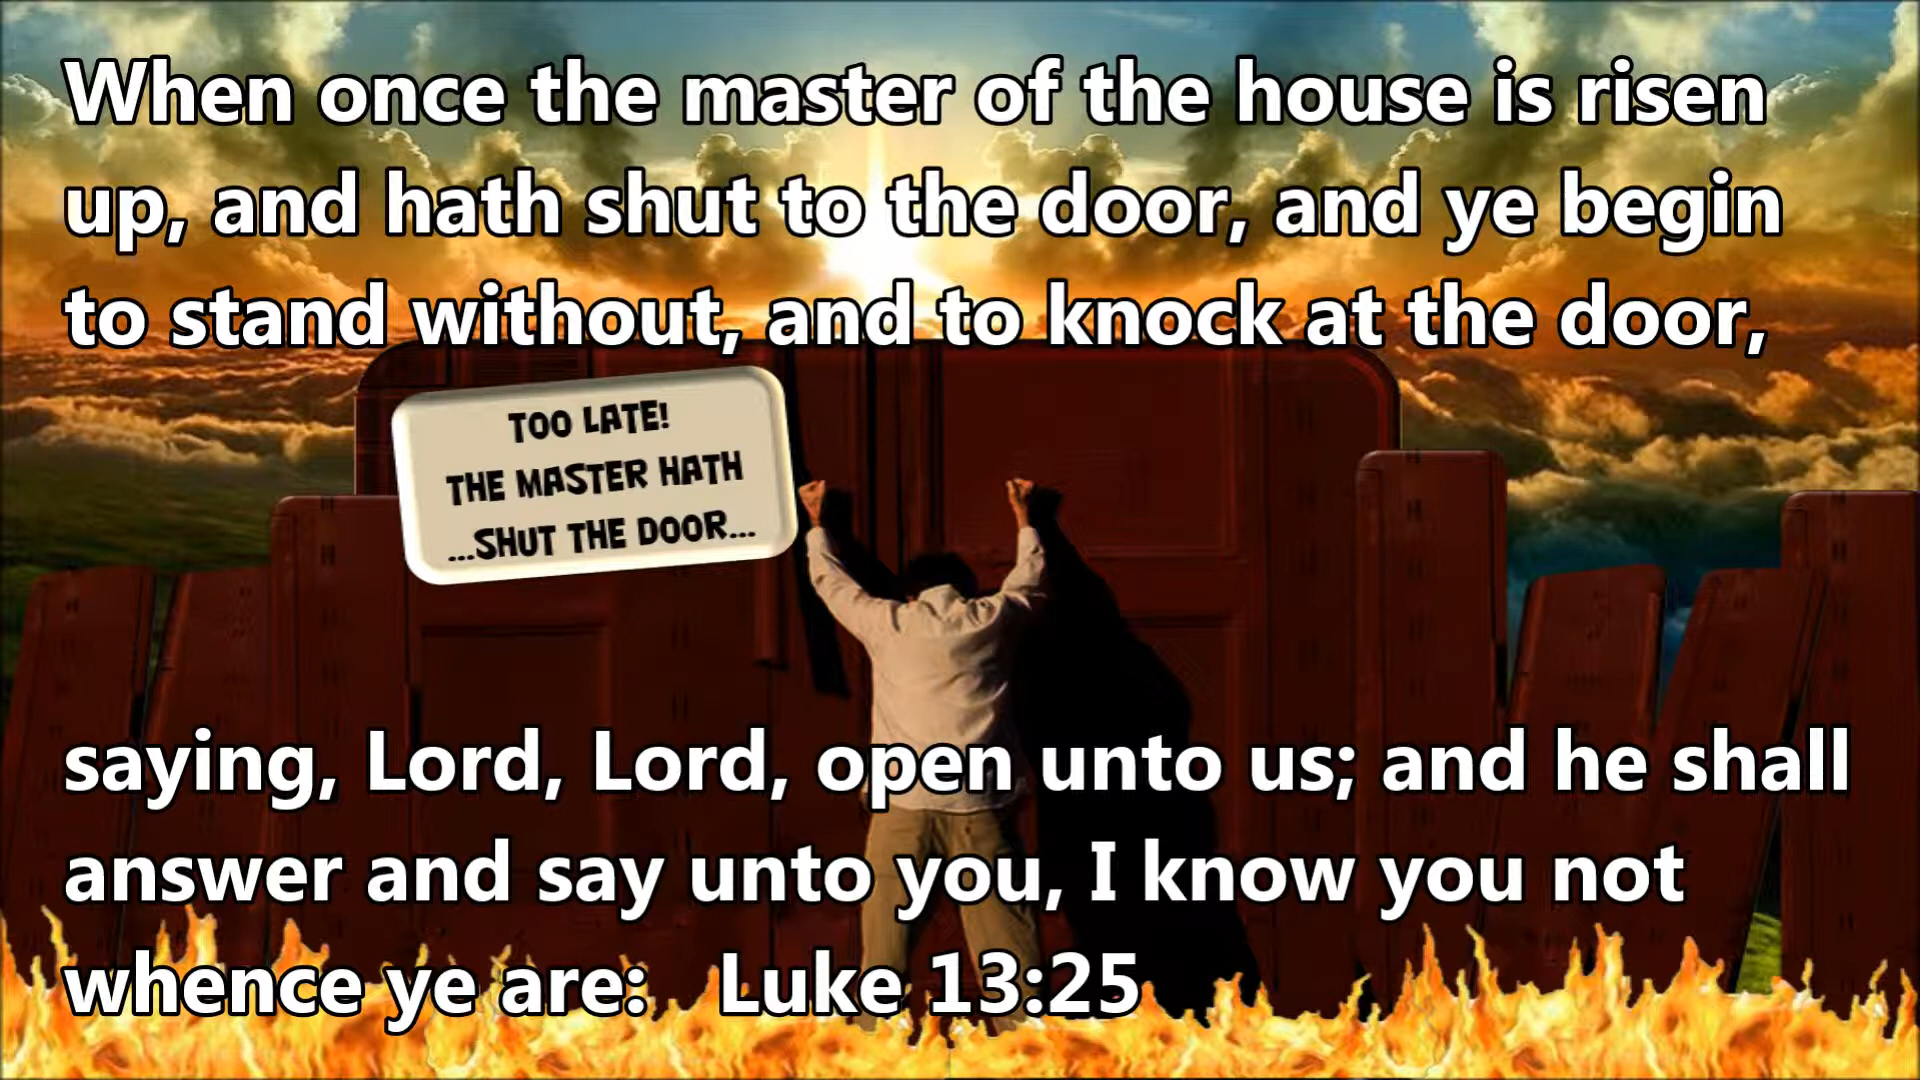 When once the master of the house is risen
up, and hath shut to the door, and ye begin
to stand without, and to knock at the door,
TOO LATE!
THE MASTER HATH
...SHUT THE DOOR...
saying, Lord, Lord, open unto us; and he shall
answer and say unto you, I know you not
whence ye are:   Luke 13:25